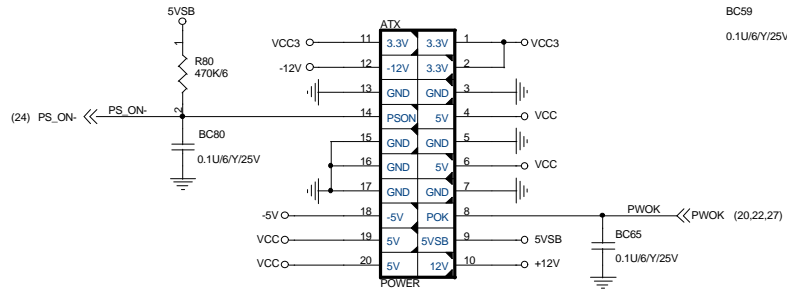 5VSB
ATX
BC59
0.1U/6/Y/25V
1
R80
470K/6
2
VCC3 11 3.3V 3.3V 1 VCC3
-12V 12 -12V 3.3V 2
13 GND GND 3
(24) PS_ON- PS_ON- 14 PSON 5V 4 VCC
BC80
0.1U/6/Y/25V
15 GND GND 5
16 GND 5V 6 VCC
17 GND GND 7
-5V 18 -5V POK 8 PWOK PWOK (20,22,27)
VCC 19 5V 5VSB 9 5VSB
BC65
0.1U/6/Y/25V
VCC 20 5V 12V 10 +12V
POWER